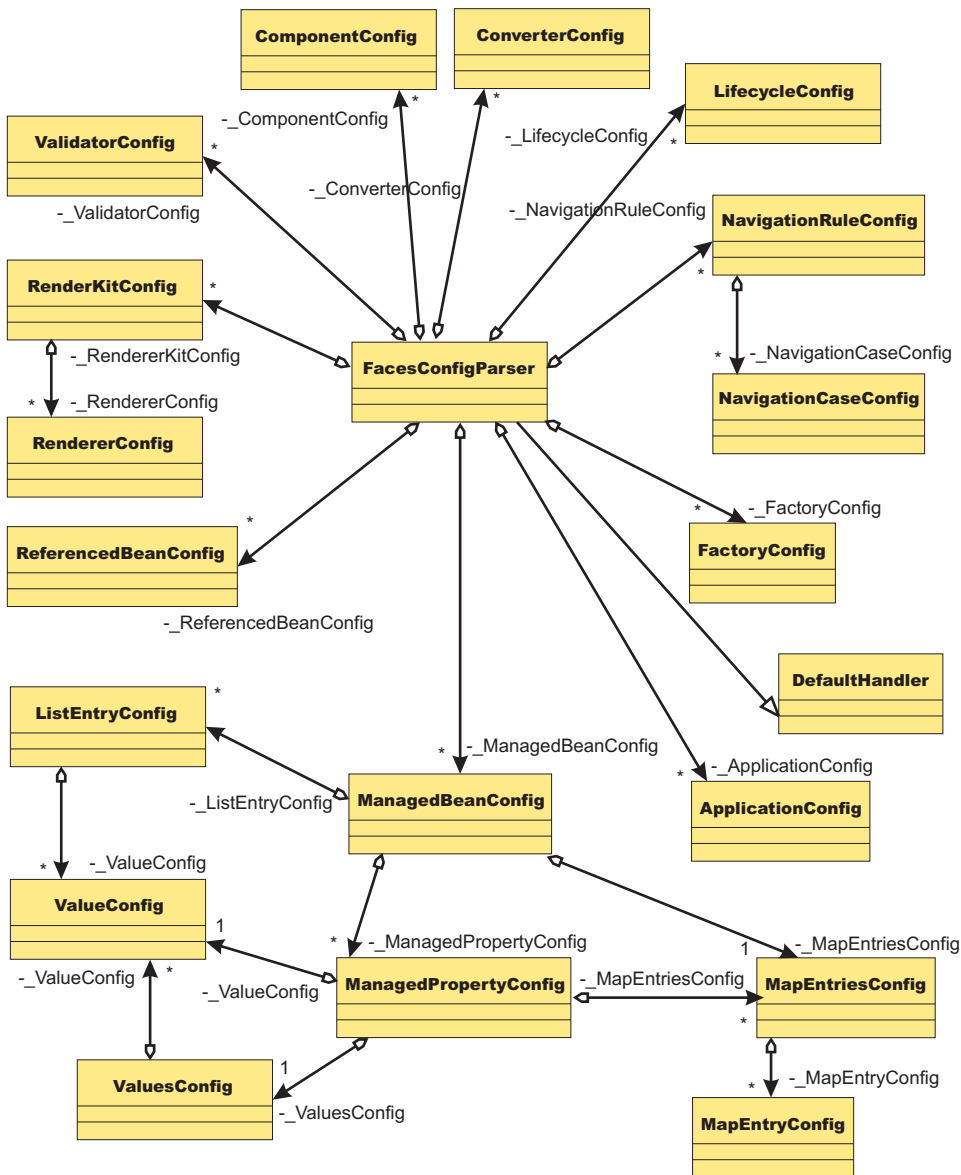 ComponentConfig
ConverterConfig
*
*
LifecycleConfig
*
-_ComponentConfig
-_LifecycleConfig
ValidatorConfig
*
-_ConverterConfig
-_ValidatorConfig
-_NavigationRuleConfig
NavigationRuleConfig
*
RenderKitConfig
*
-_RendererKitConfig
FacesConfigParser
*
-_NavigationCaseConfig
*
-_RendererConfig
NavigationCaseConfig
RendererConfig
*
*
-_FactoryConfig
ReferencedBeanConfig
FactoryConfig
-_ReferencedBeanConfig
DefaultHandler
ListEntryConfig
*
*
-_ManagedBeanConfig
*
-_ApplicationConfig
-_ListEntryConfig
ManagedBeanConfig
ApplicationConfig
*
-_ValueConfig
ValueConfig
1
*
-_ManagedPropertyConfig
1
-_MapEntriesConfig
-_ValueConfig
*
-_ValueConfig
ManagedPropertyConfig
-_MapEntriesConfig
MapEntriesConfig
*
ValuesConfig
1
-_ValuesConfig
*
-_MapEntryConfig
MapEntryConfig